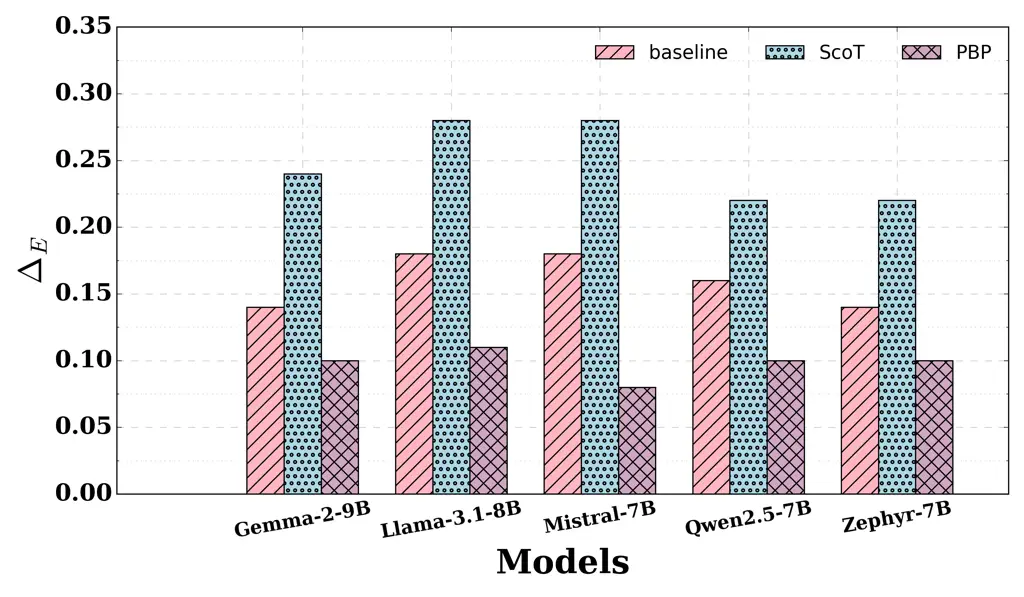 0.35
0.30
0.25
0.20
0.15
0.10
0.05
0.00
Δ_E
baseline ScoT PBP
Gemma-2-9B Llama-3.1-8B Mistral-7B Qwen2.5-7B Zephyr-7B
Models